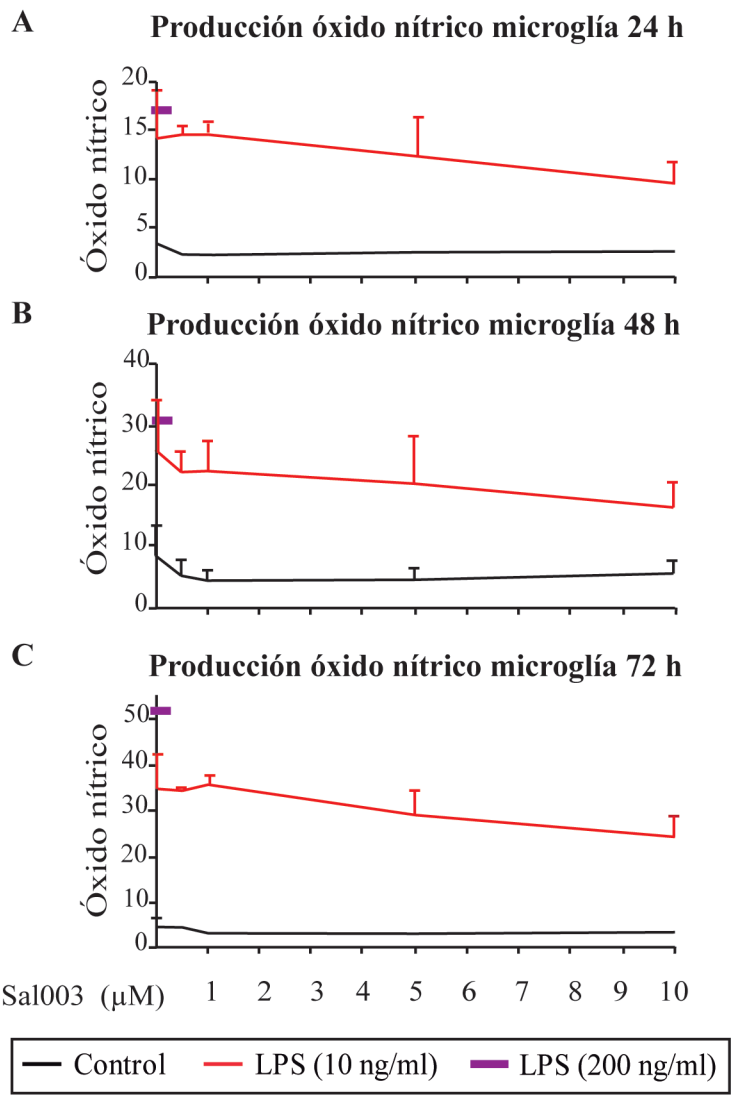 A
Producción óxido nítrico microglía 24 h
Óxido nítrico
20
15
10
5
0
B
Producción óxido nítrico microglía 48 h
Óxido nítrico
40
30
20
10
0
C
Producción óxido nítrico microglía 72 h
Óxido nítrico
50
40
30
20
10
0
Sal003 (μM) 1 2 3 4 5 6 7 8 9 10
Control LPS (10 ng/ml) LPS (200 ng/ml)